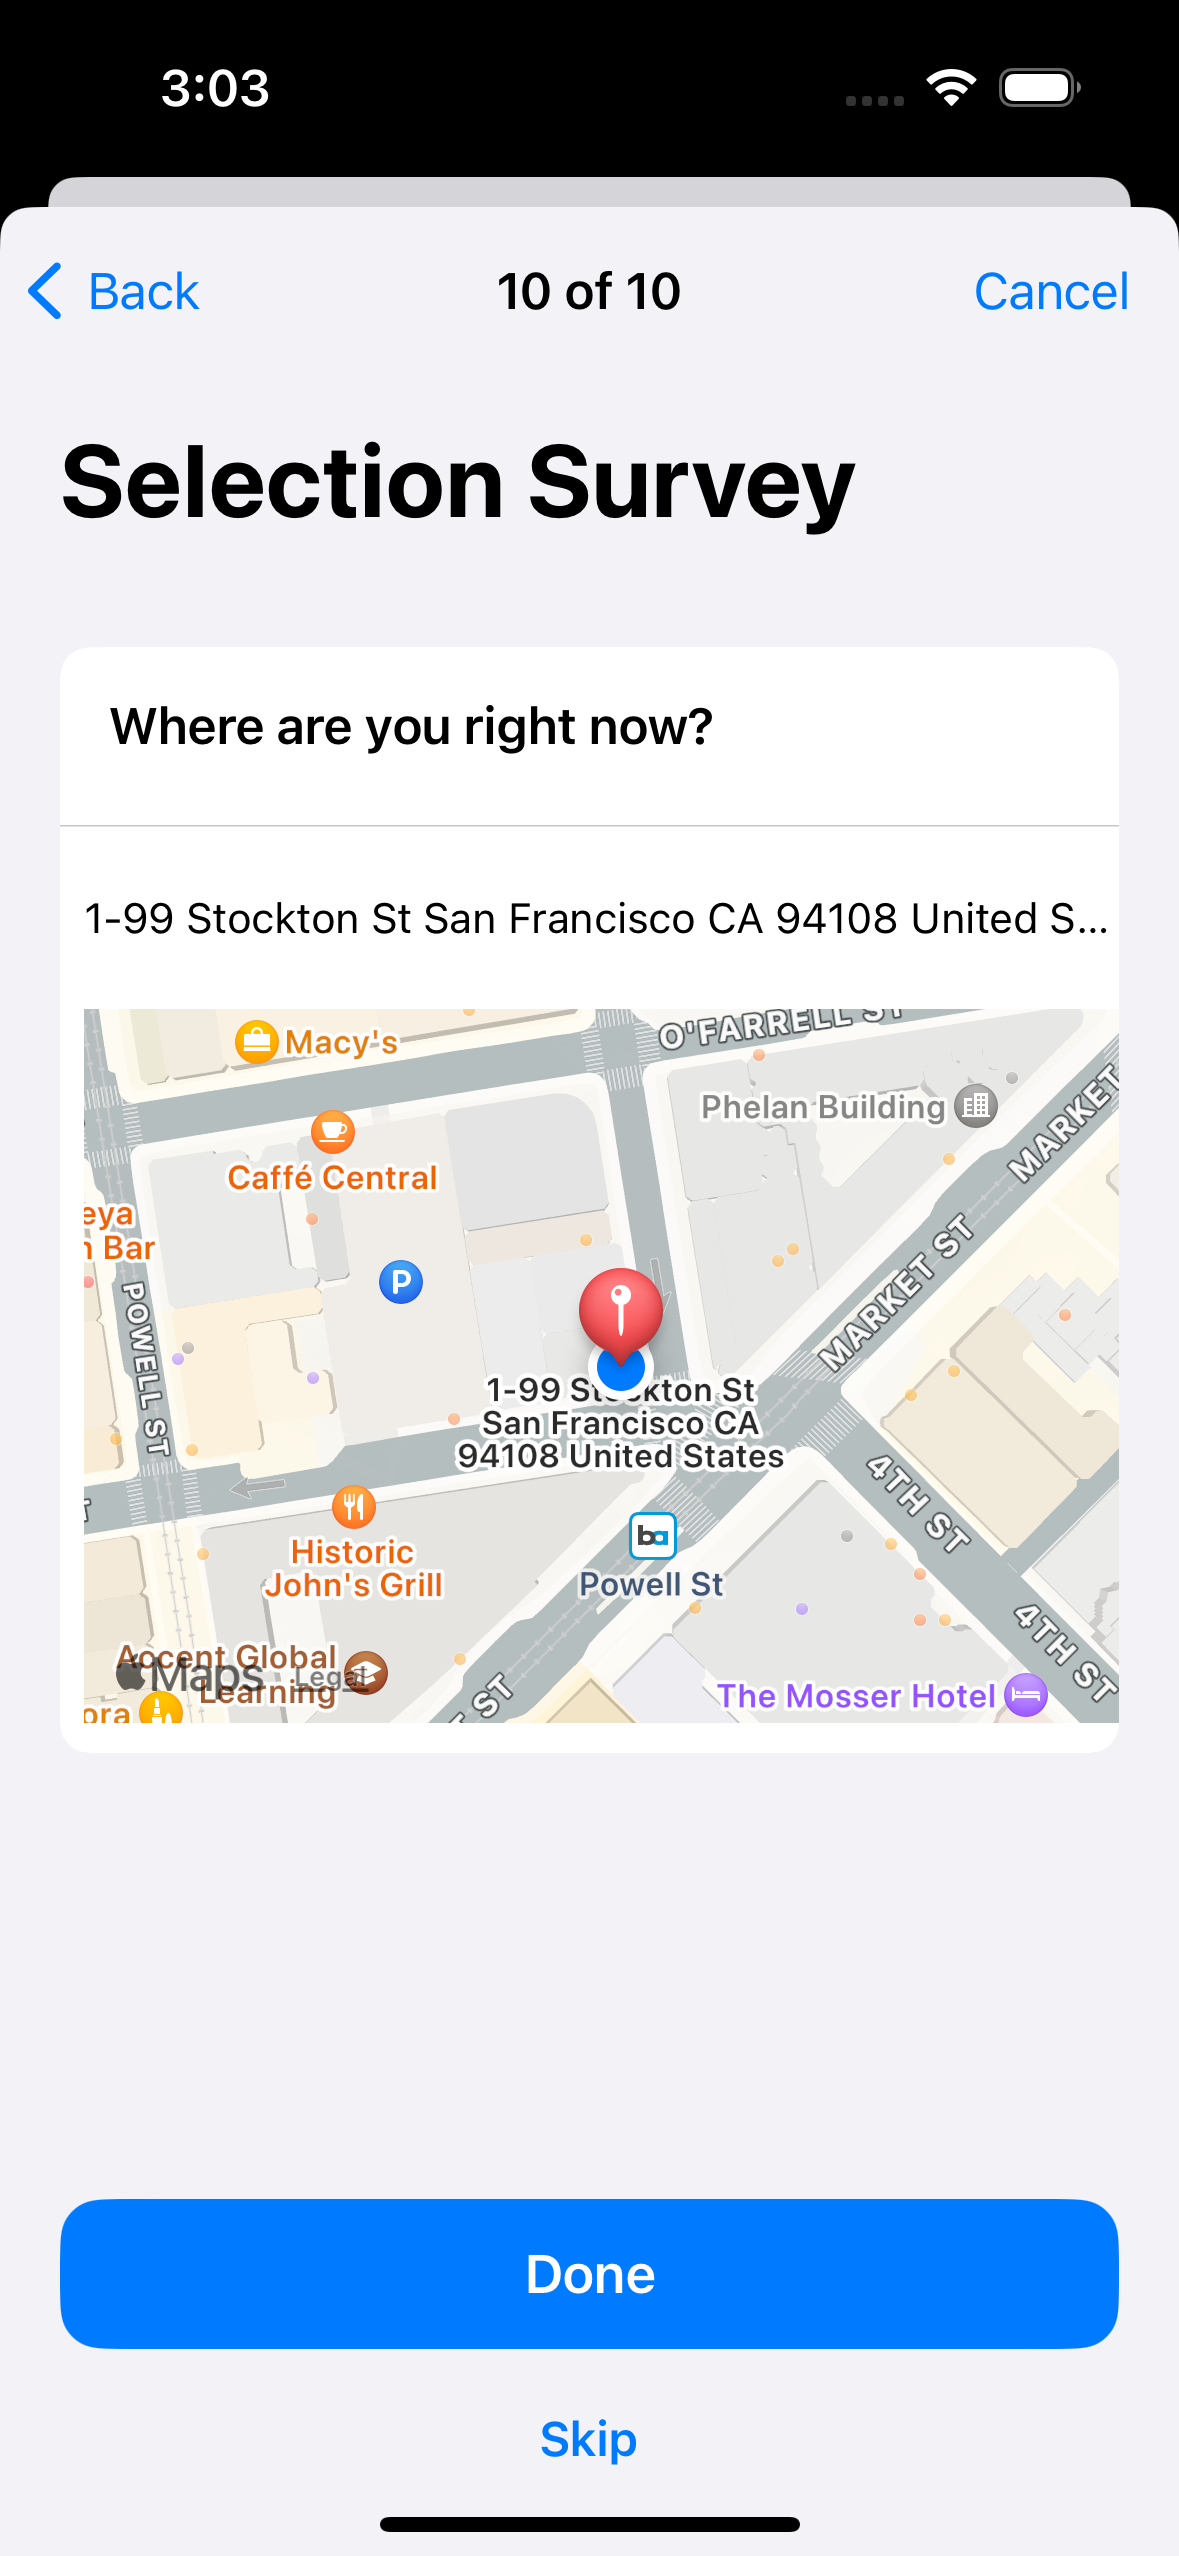 3:03
Back
10 of 10
Cancel
Selection Survey
Where are you right now?
1-99 Stockton St San Francisco CA 94108 United S...
Macy's
O'FARRELL ST
Phelan Building
MARKET
Caffé Central
eya
n Bar
P
MARKET ST
POWELL ST
1-99 Stockton St
San Francisco CA
94108 United States
4TH ST
Historic
John's Grill
ba
Powell St
4TH ST
Accent Global
Learning
Maps
Legal
ora
T ST
The Mosser Hotel
Done
Skip